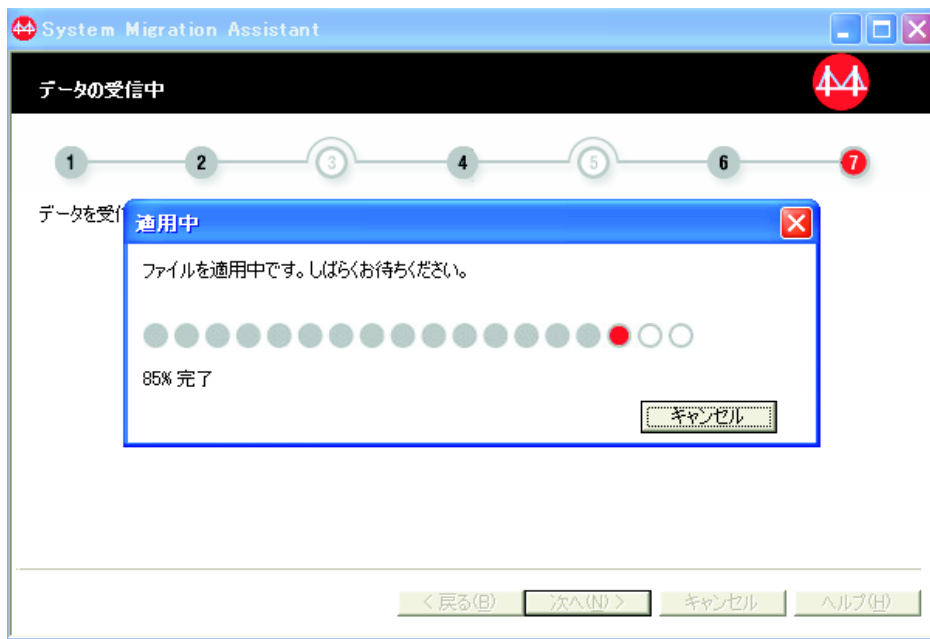 System Migration Assistant
データの受信中
1 2 3 4 5 6 7
データを受
適用中
ファイルを適用中です。しばらくお待ちください。
85% 完了
キャンセル
< 戻る(B) 次へ(N) > キャンセル ヘルプ(H)